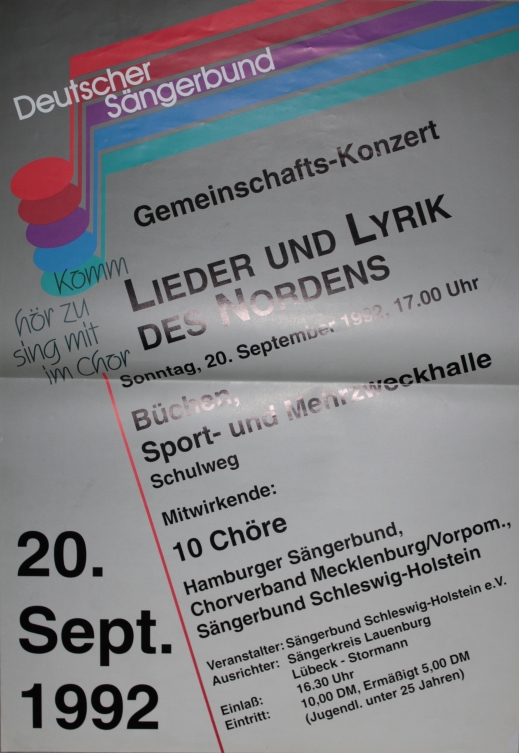 Deutscher
Sängerbund
Gemeinschafts-Konzert
LIEDER UND LYRIK
DES NORDENS
Sonntag, 20. September 1992, 17.00 Uhr
Komm
hör zu
sing mit
im Chor
Büchen,
Sport- und Mehrzweckhalle
Schulweg
Mitwirkende:
10 Chöre
Hamburger Sängerbund,
Chorverband Mecklenburg/Vorpom.,
Sängerbund Schleswig-Holstein
20.
Sept.
1992
Veranstalter: Sängerbund Schleswig-Holstein e.V.
Ausrichter: Sängerkreis Lauenburg
Lübeck - Stormann
Einlaß: 16.30 Uhr
Eintritt: 10,00 DM, Ermäßigt 5,00 DM
(Jugendl. unter 25 Jahren)